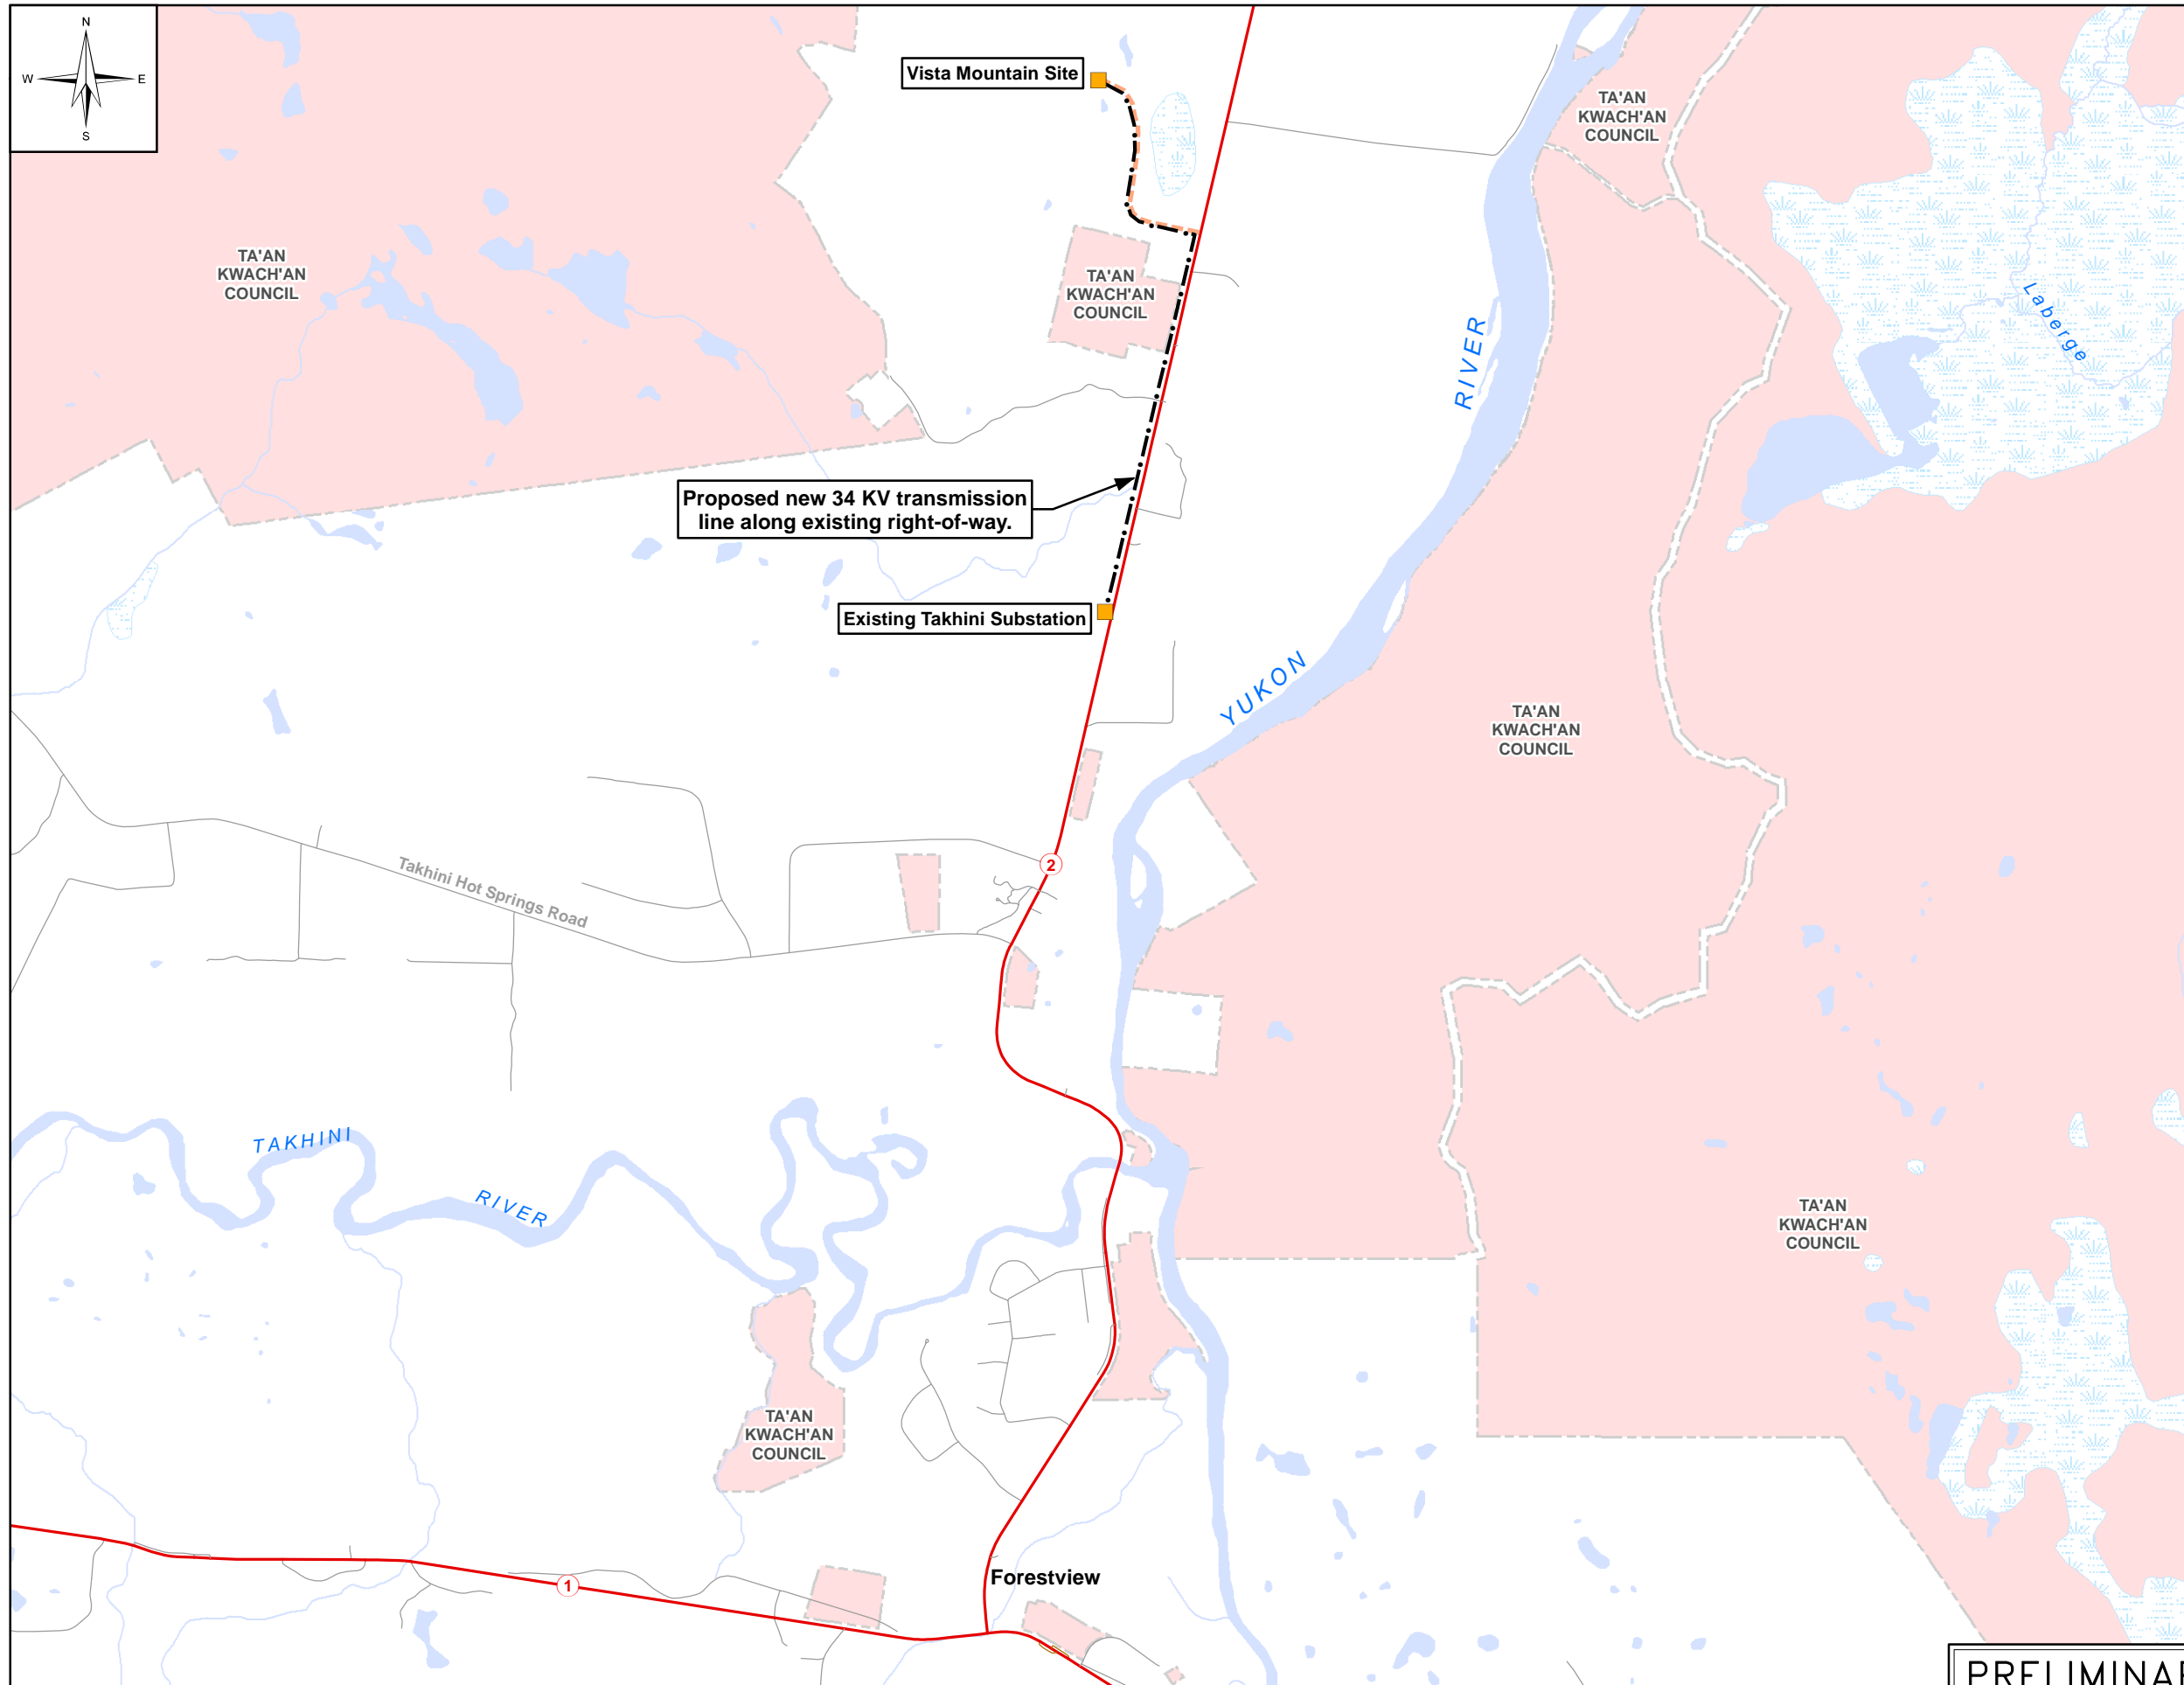 N
W E
S
Vista Mountain Site
TA'AN
KWACH'AN
COUNCIL
TA'AN
KWACH'AN
COUNCIL
TA'AN
KWACH'AN
COUNCIL
Laberge
RIVER
Proposed new 34 KV transmission
line along existing right-of-way.
Existing Takhini Substation
YUKON
TA'AN
KWACH'AN
COUNCIL
2
Takhini Hot Springs Road
TAKHINI
RIVER
TA'AN
KWACH'AN
COUNCIL
TA'AN
KWACH'AN
COUNCIL
Forestview
1